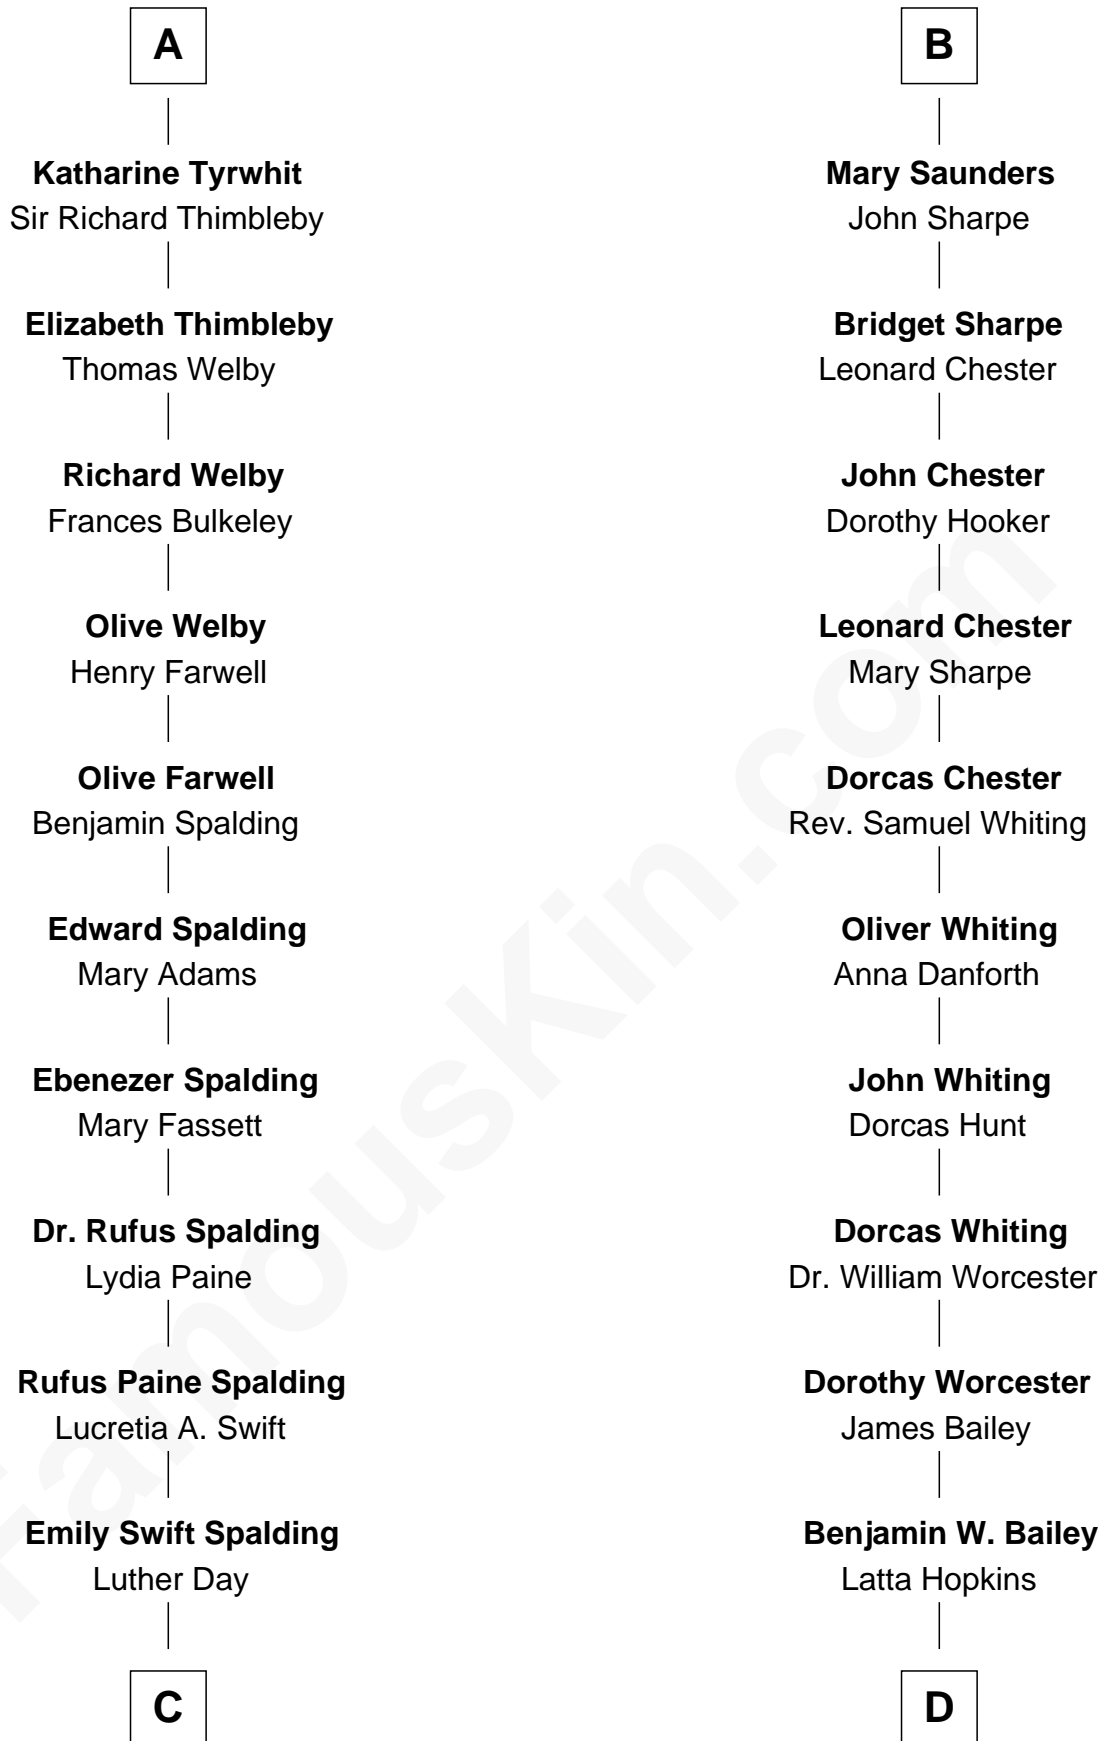 A
Katharine Tyrwhit
Sir Richard Thimbleby
Elizabeth Thimbleby
Thomas Welby
Richard Welby
Frances Bulkeley
Olive Welby
Henry Farwell
Olive Farwell
Benjamin Spalding
Edward Spalding
Mary Adams
Ebenezer Spalding
Mary Fassett
Dr. Rufus Spalding
Lydia Paine
Rufus Paine Spalding
Lucretia A. Swift
Emily Swift Spalding
Luther Day
C
B
Mary Saunders
John Sharpe
Bridget Sharpe
Leonard Chester
John Chester
Dorothy Hooker
Leonard Chester
Mary Sharpe
Dorcas Chester
Rev. Samuel Whiting
Oliver Whiting
Anna Danforth
John Whiting
Dorcas Hunt
Dorcas Whiting
Dr. William Worcester
Dorothy Worcester
James Bailey
Benjamin W. Bailey
Latta Hopkins
D
FamousKin.com